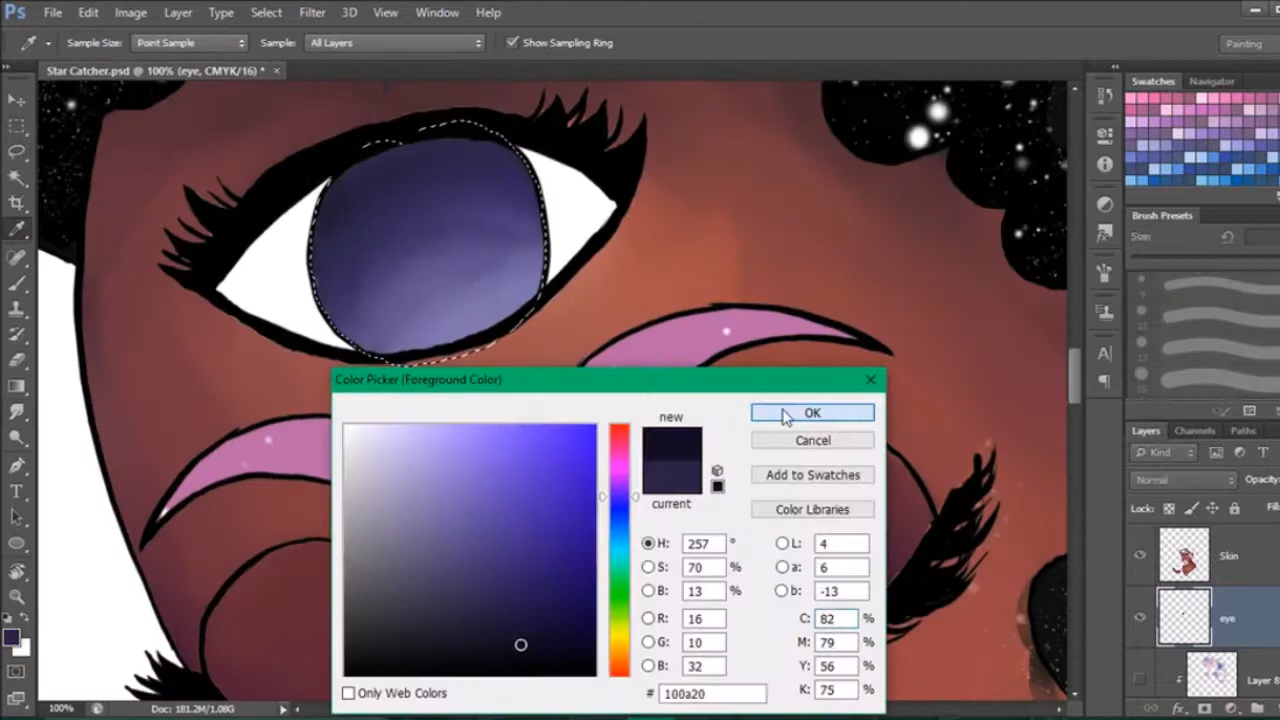 Ps File Edit Image Layer Type Select Filter 3D View Window Help
Sample Size: Point Sample Sample: All Layers Show Sampling Ring Painting
Star Catcher.psd @ 100% (eye, CMYK/16) * ×
Swatches Navigator
Brush Presets
Size:
Color Picker (Foreground Color)
new
current
OK
Cancel
Add to Swatches
Color Libraries
H: 257 °
S: 70 %
B: 13 %
R: 16
G: 10
B: 32
L: 4
a: 6
b: -13
C: 82 %
M: 79 %
Y: 56 %
K: 75 %
# 100a20
Only Web Colors
Layers Channels Paths
Kind
Normal Opacity
Lock: Fil
Skin
eye
Layer 8
100% Doc: 181.2M/1.08G